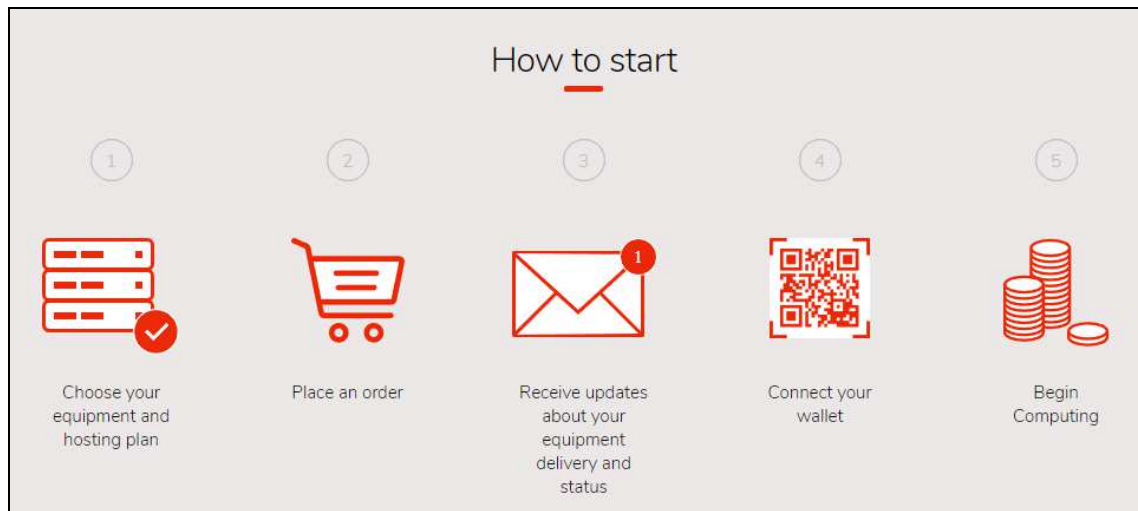 How to start
1
2
3
4
5
1
Choose your
equipment and
hosting plan
Place an order
Receive updates
about your
equipment
delivery and
status
Connect your
wallet
Begin
Computing